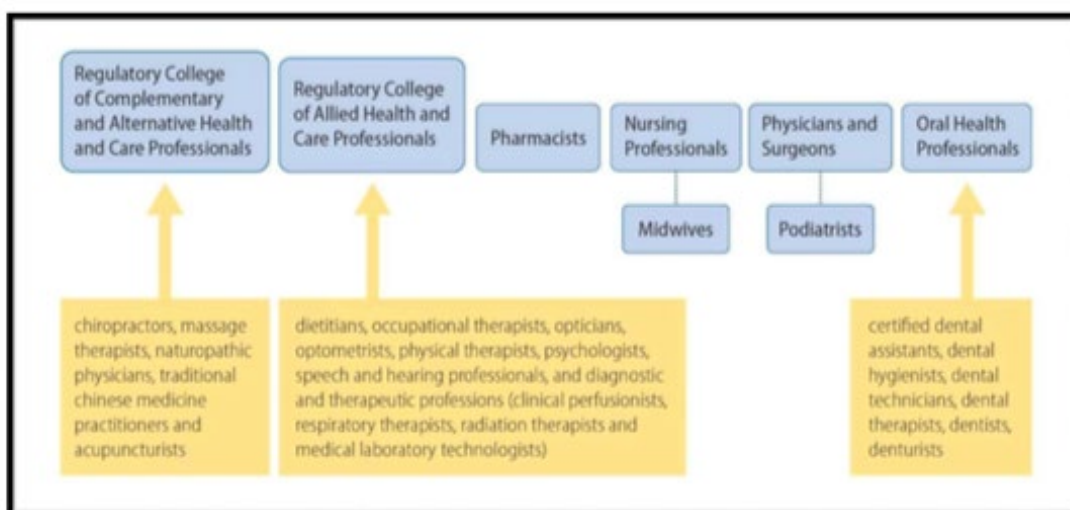 Regulatory College
of Complementary
and Alternative Health
and Care Professionals
Regulatory College
of Allied Health and
Care Professionals
Pharmacists
Nursing
Professionals
Physicians and
Surgeons
Oral Health
Professionals
Midwives
Podiatrists
chiropractors, massage
therapists, naturopathic
physicians, traditional
chinese medicine
practitioners and
acupuncturists
dietitians, occupational therapists, opticians,
optometrists, physical therapists, psychologists,
speech and hearing professionals, and diagnostic
and therapeutic professions (clinical perfusionists,
respiratory therapists, radiation therapists and
medical laboratory technologists)
certified dental
assistants, dental
hygienists, dental
technicians, dental
therapists, dentists,
denturists